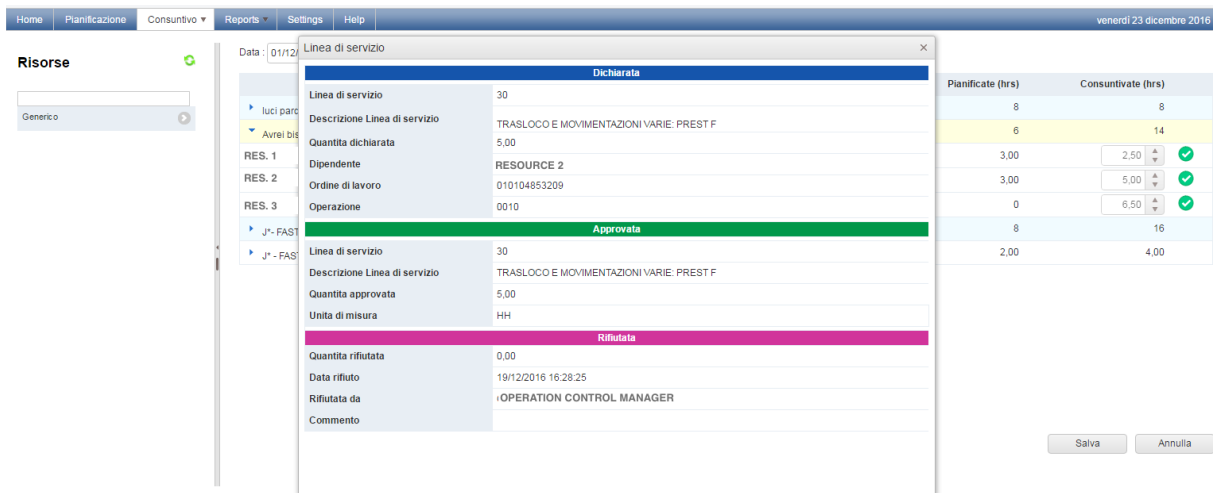 Home Pianificazione Consuntivo Reports Settings Help venerdì 23 dicembre 2016
Risorse
Generico
Data : 01/12/
Linea di servizio
Dichiarata
Linea di servizio 30
Descrizione Linea di servizio TRASLOCO E MOVIMENTAZIONI VARIE: PREST F
Quantita dichiarata 5,00
Dipendente RESOURCE 2
Ordine di lavoro 010104853209
Operazione 0010
Approvata
Linea di servizio 30
Descrizione Linea di servizio TRASLOCO E MOVIMENTAZIONI VARIE: PREST F
Quantita approvata 5,00
Unita di misura HH
Rifiutata
Quantita rifiutata 0,00
Data rifiuto 19/12/2016 16:28:25
Rifiutata da OPERATION CONTROL MANAGER
Commento
Pianificate (hrs) Consuntivate (hrs)
luci parc 8 8
Avrei bis 6 14
RES. 1 3,00 2,50
RES. 2 3,00 5,00
RES. 3 0 6,50
J*- FAST 8 16
J* - FAS 2,00 4,00
Salva Annulla